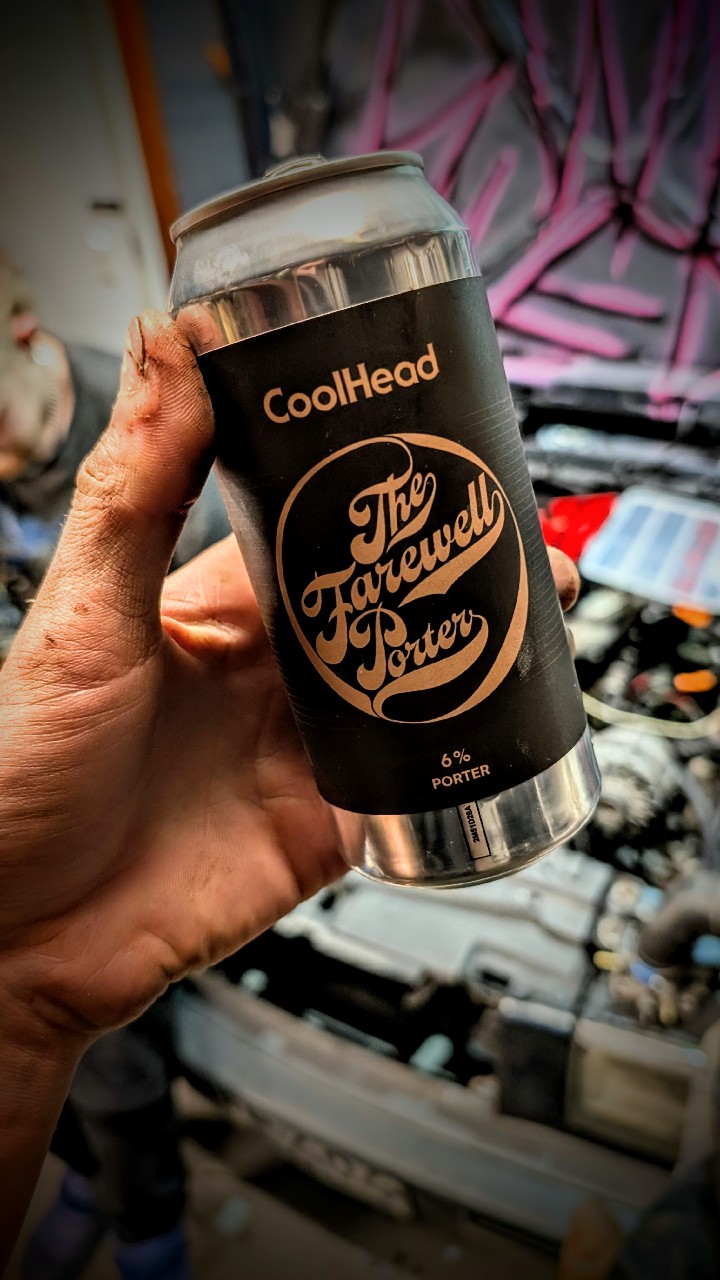 CoolHead
The
Farewell
Porter
6%
PORTER